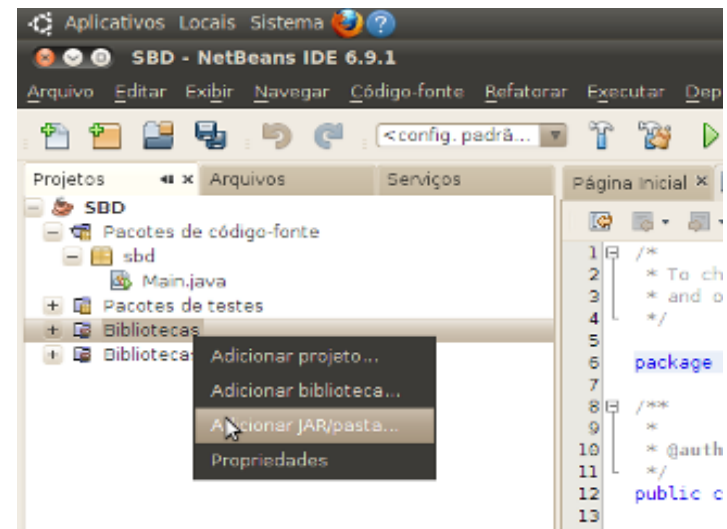 Aplicativos Locais Sistema
SBD - NetBeans IDE 6.9.1
Arquivo Editar Exibir Navegar Código-fonte Refatorar Executar Dep
<config. padrã...
Projetos Arquivos Serviços
Página Inicial
SBD
Pacotes de código-fonte
sbd
Main.java
Pacotes de testes
Bibliotecas
Bibliotecas
Adicionar projeto...
Adicionar biblioteca...
Adicionar JAR/pasta...
Propriedades
1 /*
2 * To ch
3 * and o
4 */
5
6 package
7
8 /**
9 *
10 * @auth
11 */
12 public c
13